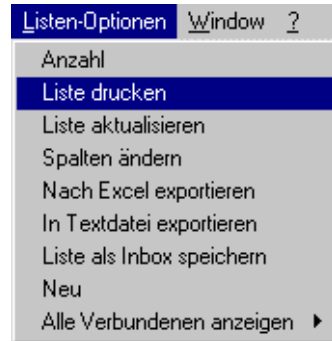 Listen-Optionen Window ?
Anzahl
Liste drucken
Liste aktualisieren
Spalten ändern
Nach Excel exportieren
In Textdatei exportieren
Liste als Inbox speichern
Neu
Alle Verbundenen anzeigen